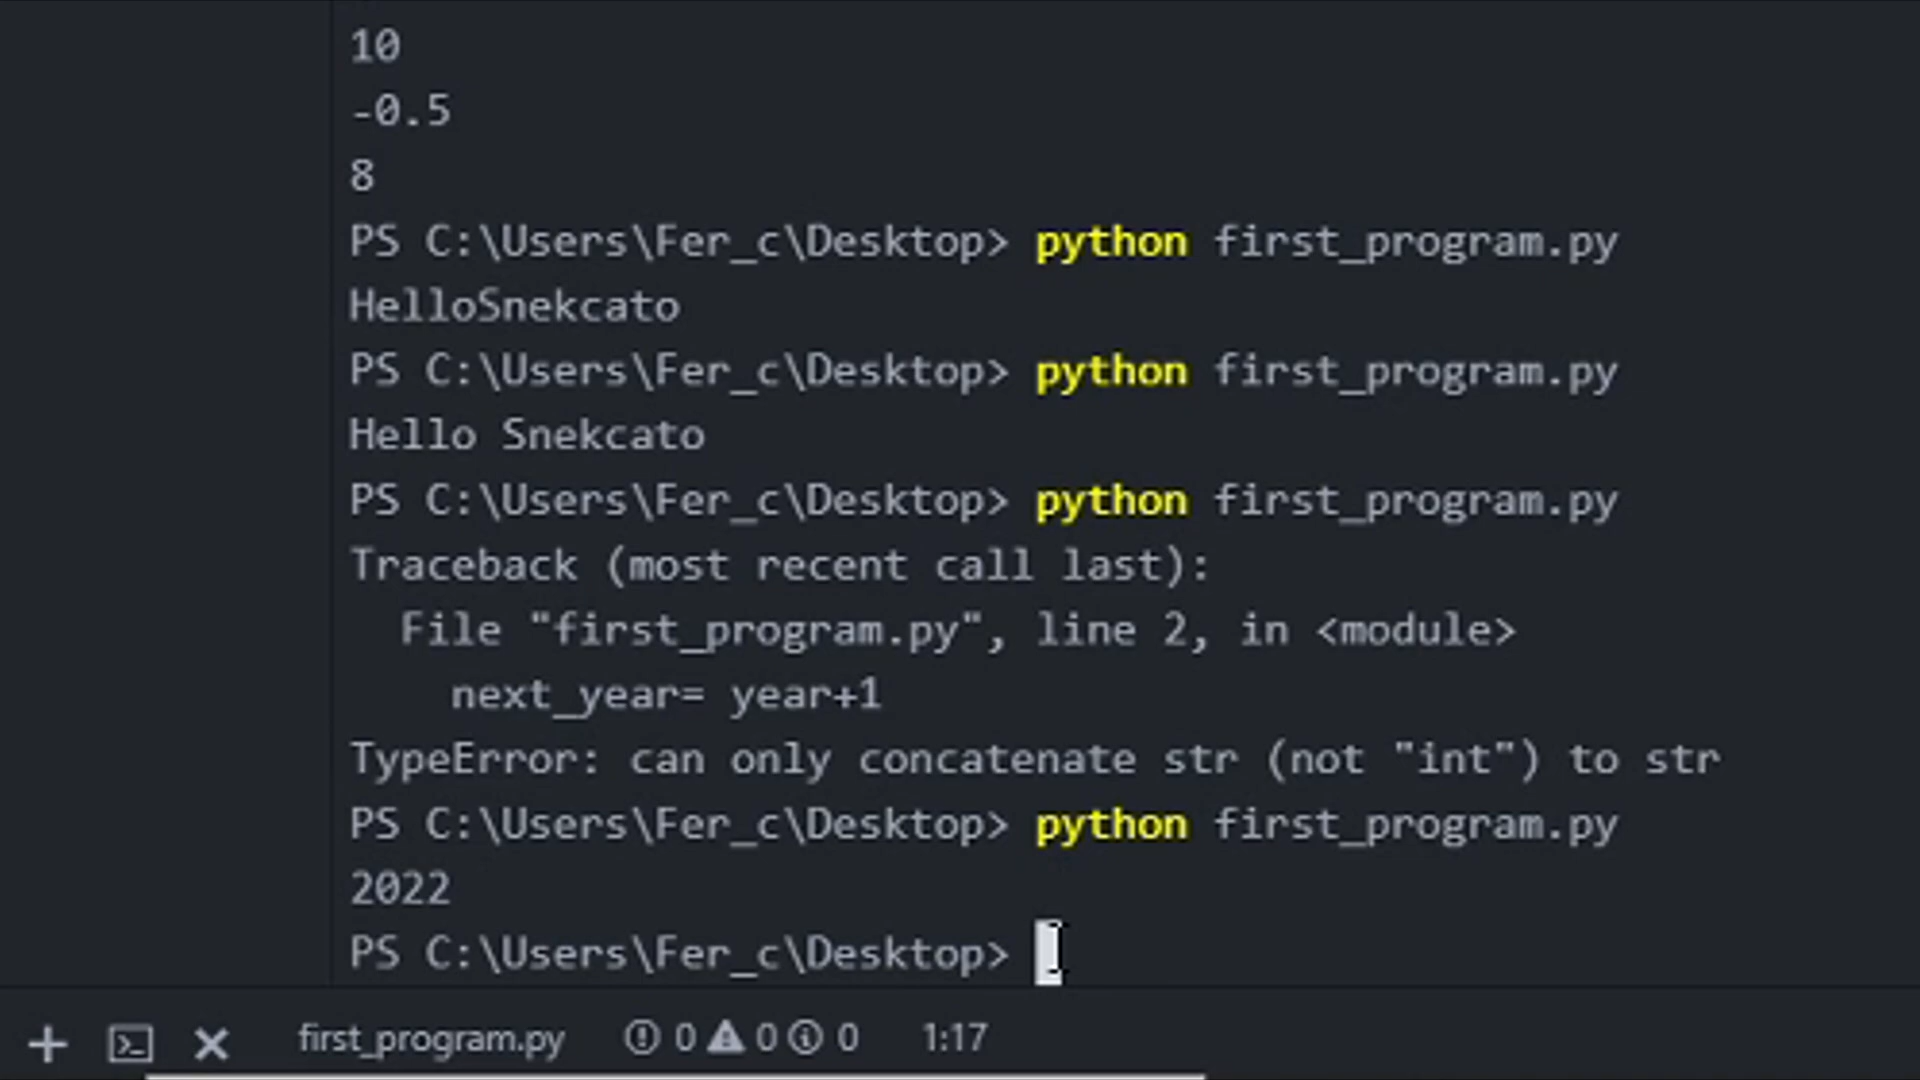 10
-0.5
8
PS C:\Users\Fer_c\Desktop> python first_program.py
HelloSnekcato
PS C:\Users\Fer_c\Desktop> python first_program.py
Hello Snekcato
PS C:\Users\Fer_c\Desktop> python first_program.py
Traceback (most recent call last):
  File "first_program.py", line 2, in <module>
    next_year= year+1
TypeError: can only concatenate str (not "int") to str
PS C:\Users\Fer_c\Desktop> python first_program.py
2022
PS C:\Users\Fer_c\Desktop>
first_program.py 0 0 0 1:17